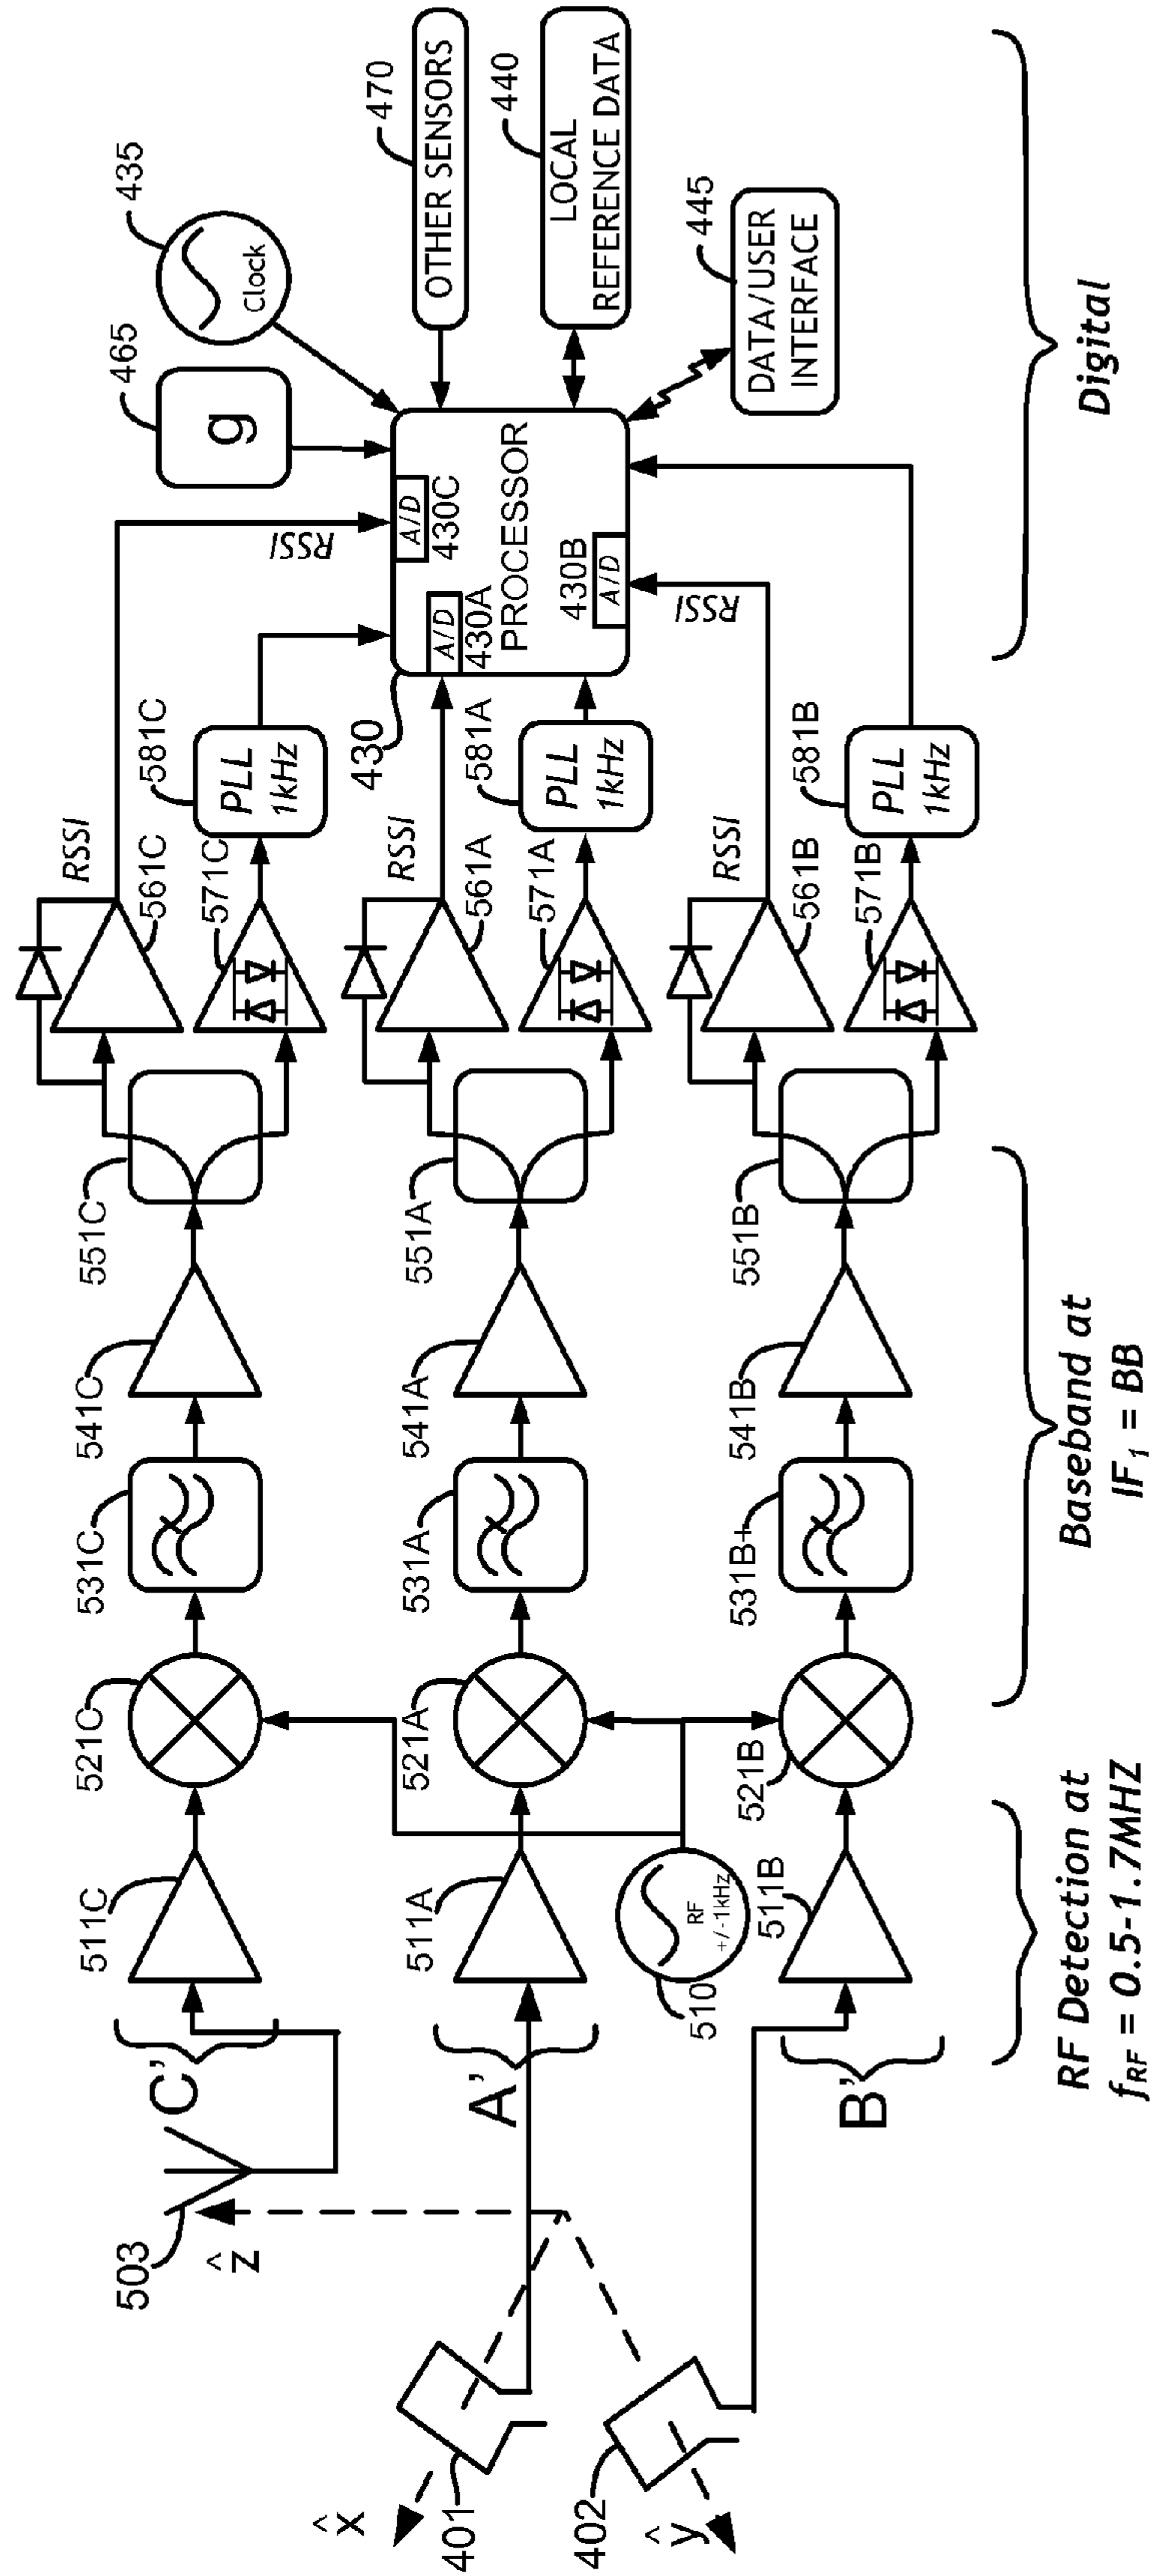 503
ẑ
C'
511C
521C
531C
541C
551C
RSSI
561C
571C
581C
PLL
1kHz
RSSI
465
g
435
Clock
x̂
401
A'
511A
521A
531A
541A
551A
RSSI
561A
571A
581A
PLL
1kHz
430
A/D
430A
A/D
430C
PROCESSOR
430B
A/D
470
OTHER SENSORS
440
LOCAL
REFERENCE DATA
445
DATA/USER
INTERFACE
402
ŷ
B'
510
RF
+/-1kHz
511B
521B
531B+
541B
551B
RSSI
561B
571B
581B
PLL
1kHz
RSSI
RF Detection at
fRF = 0.5-1.7MHZ
Baseband at
IF1 = BB
Digital